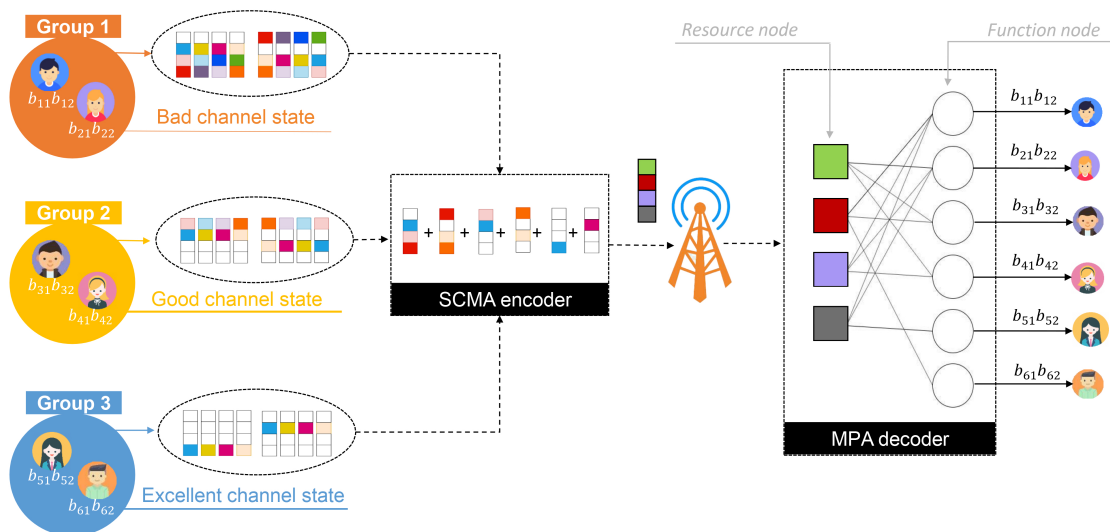 Group 1
b₁₁b₁₂
b₂₁b₂₂
Bad channel state
Group 2
b₃₁b₃₂
b₄₁b₄₂
Good channel state
Group 3
b₅₁b₅₂
b₆₁b₆₂
Excellent channel state
+ + + + +
SCMA encoder
Resource node
Function node
b₁₁b₁₂
b₂₁b₂₂
b₃₁b₃₂
b₄₁b₄₂
b₅₁b₅₂
b₆₁b₆₂
MPA decoder